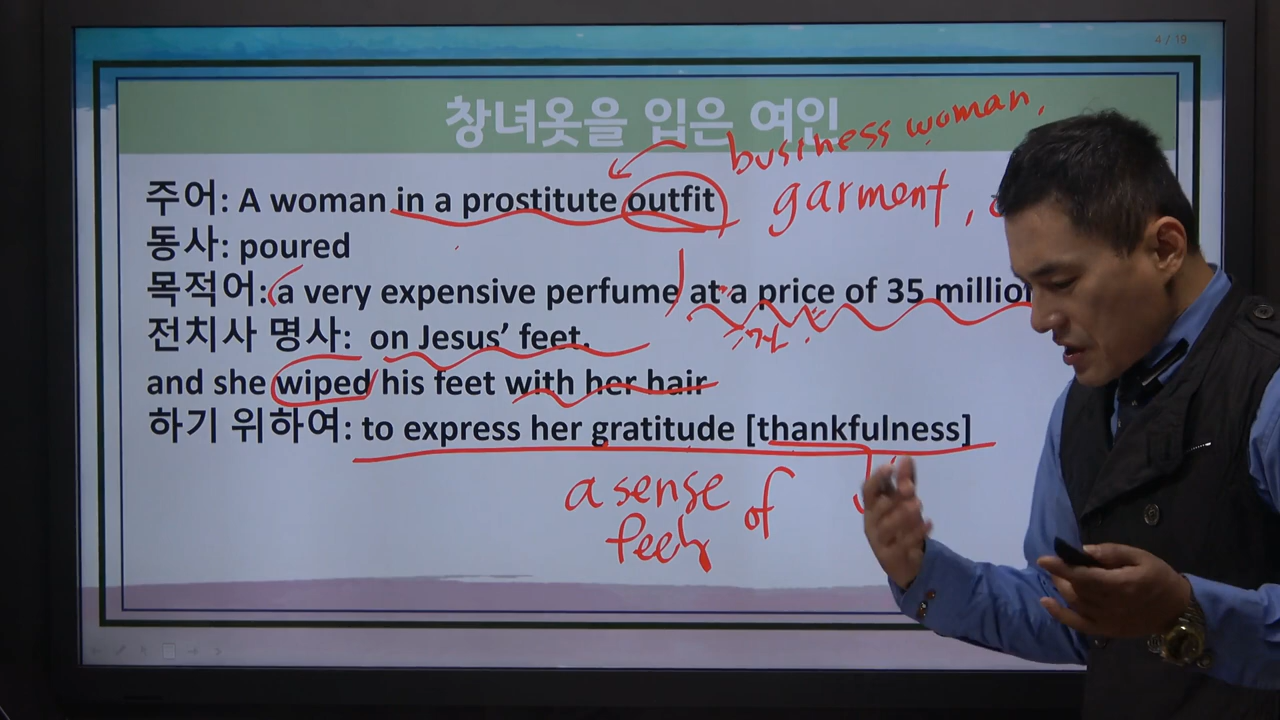 4 / 19
창녀옷을 입은 여인
business woman,
garment,
주어: A woman in a prostitute outfit
동사: poured
목적어: a very expensive perfume at a price of 35 million
전치사 명사: on Jesus’ feet.
and she wiped his feet with her hair
하기 위하여: to express her gratitude [thankfulness]
a sense of